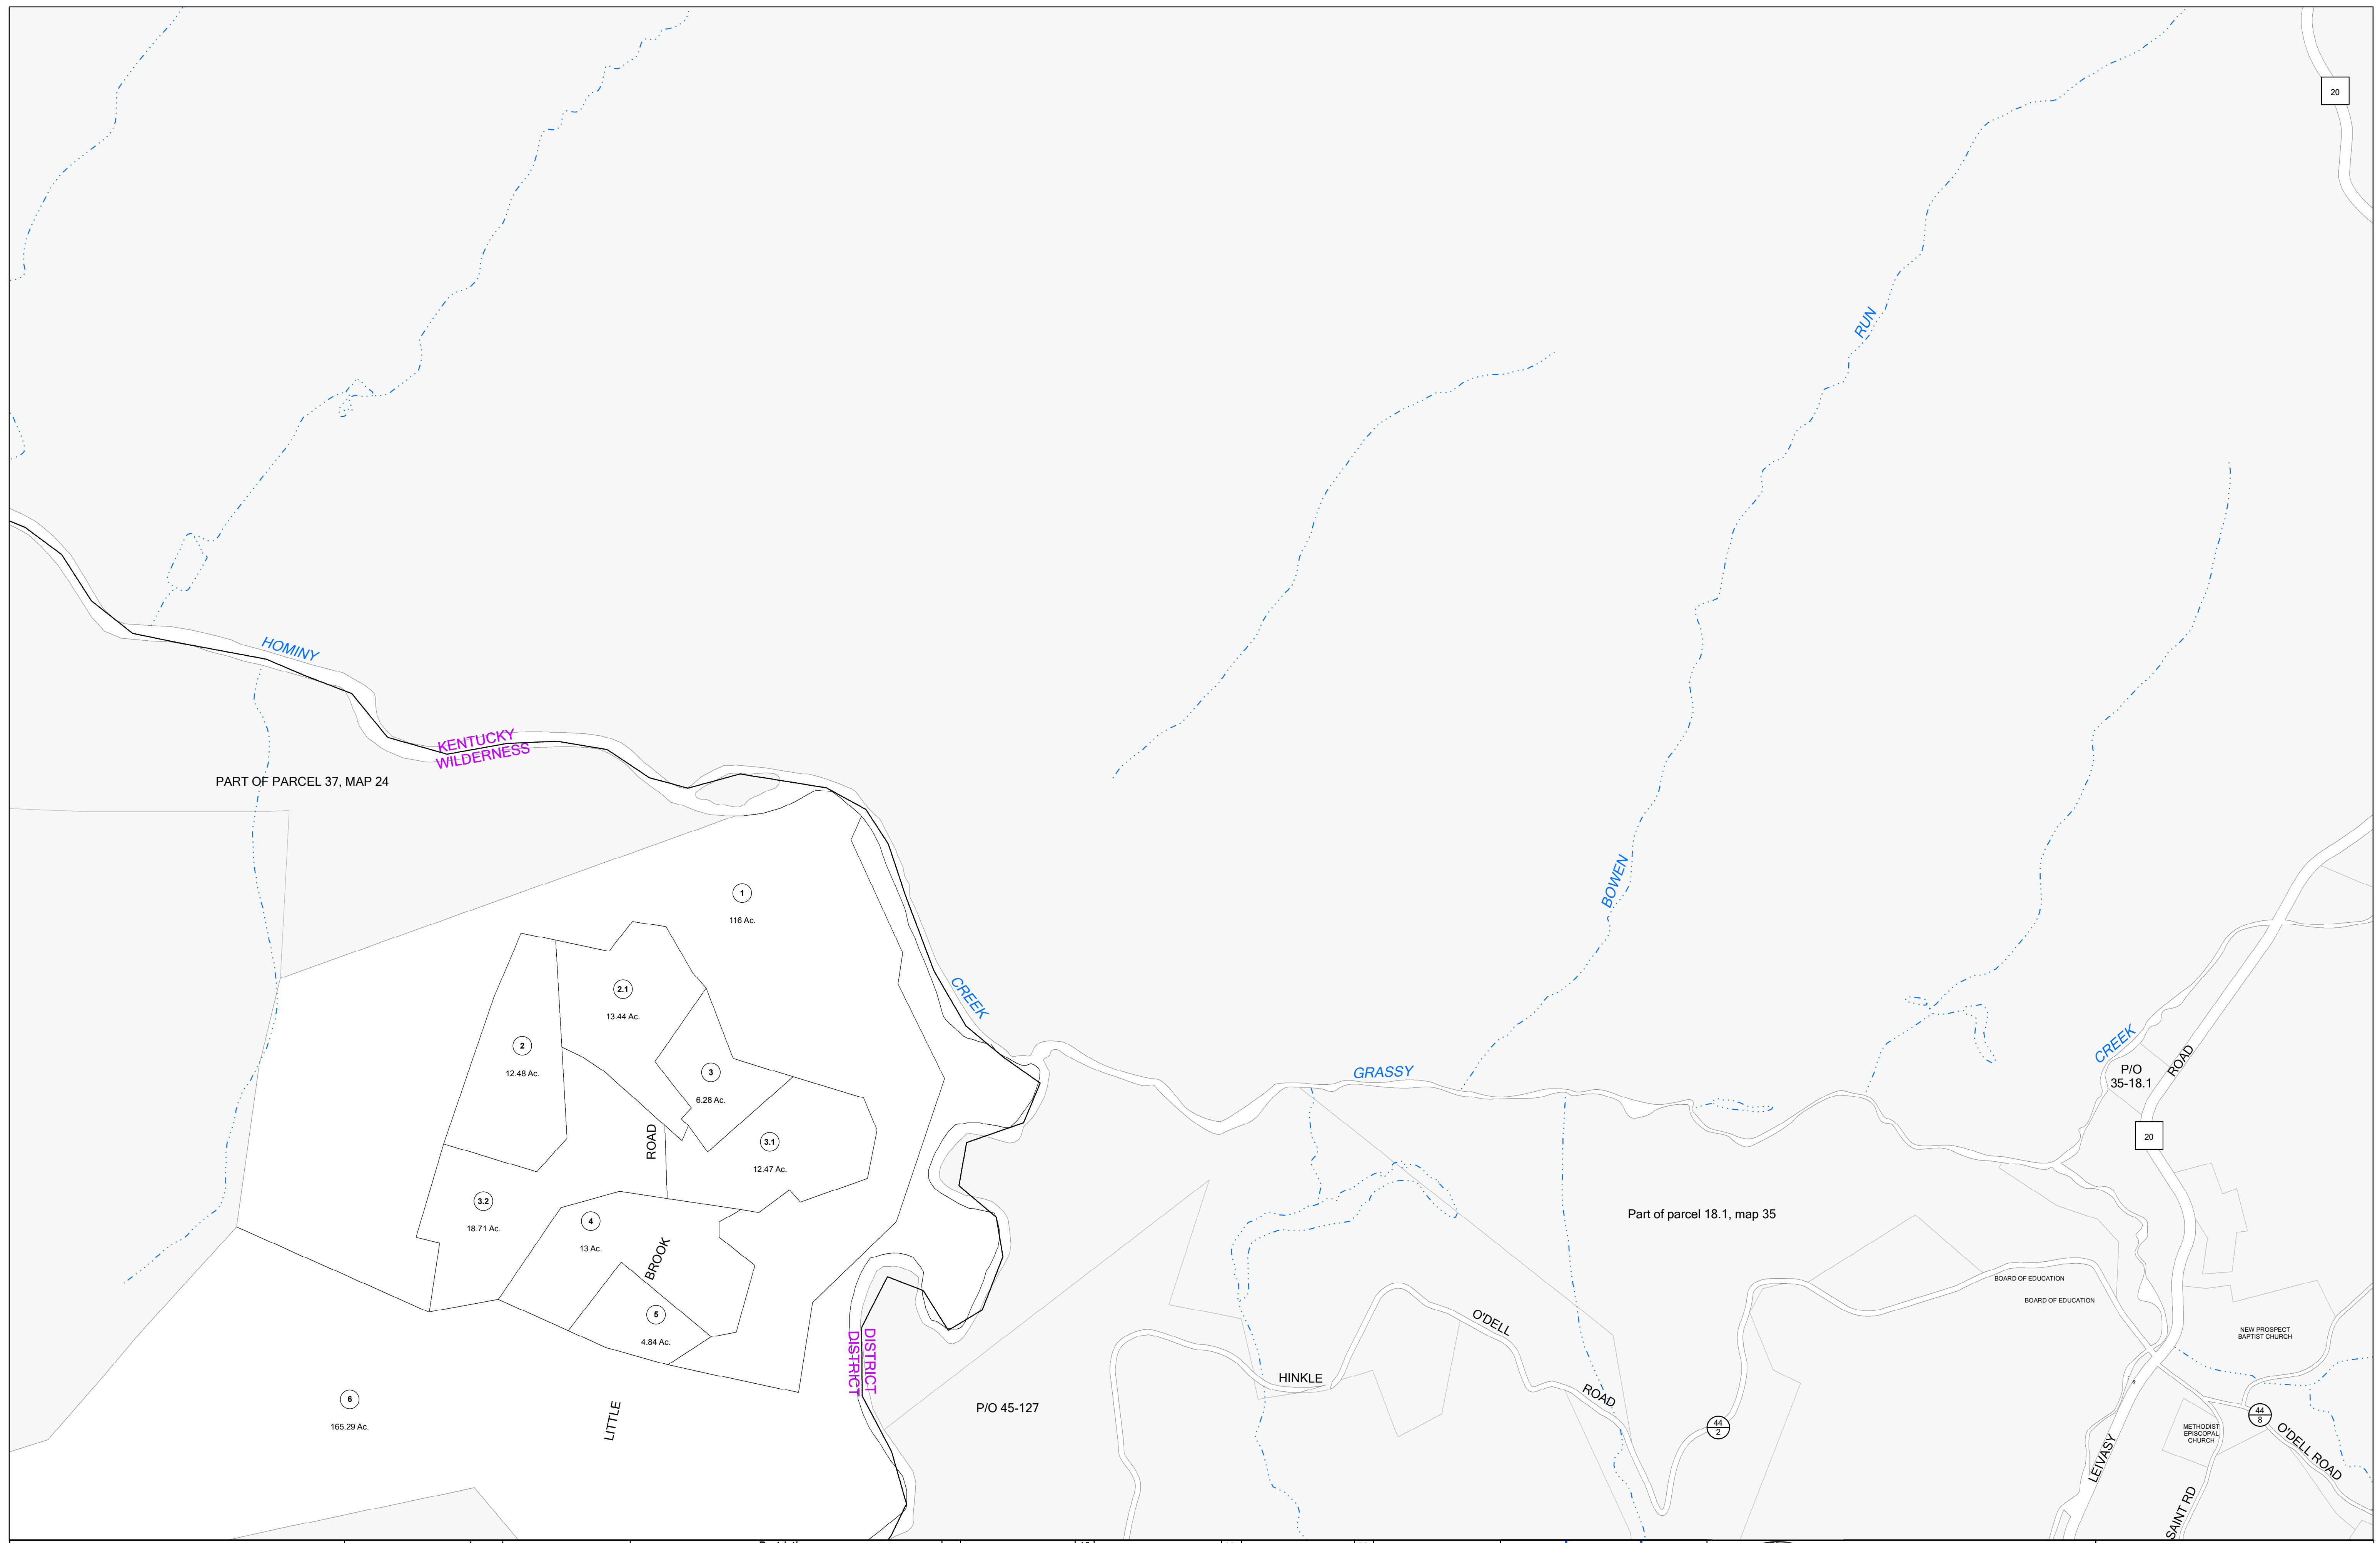 20
RUN
HOMINY
KENTUCKY
WILDERNESS
PART OF PARCEL 37, MAP 24
1
116 Ac.
BOWEN
2.1
13.44 Ac.
CREEK
2
12.48 Ac.
3
6.28 Ac.
GRASSY
CREEK
ROAD
P/O
35-18.1
20
ROAD
3.1
12.47 Ac.
3.2
18.71 Ac.
4
13 Ac.
BROOK
Part of parcel 18.1, map 35
BOARD OF EDUCATION
BOARD OF EDUCATION
5
4.84 Ac.
DISTRICT
DISTRICT
O'DELL
NEW PROSPECT
BAPTIST CHURCH
HINKLE
ROAD
6
165.29 Ac.
LITTLE
P/O 45-127
44
2
44
8
METHODIST
EPISCOPAL
CHURCH
O'DELL ROAD
LEIVASY
SAINT RD